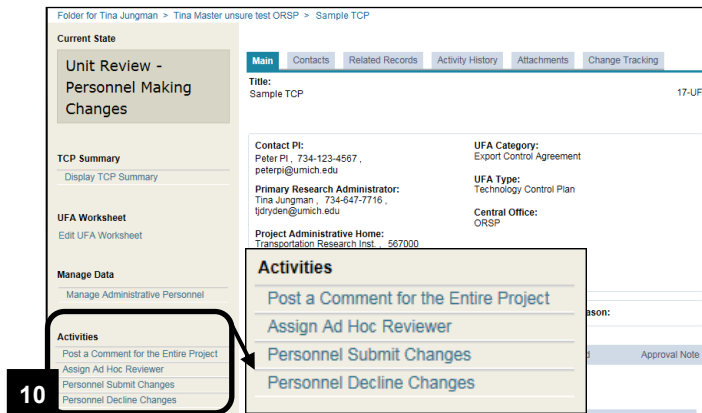 Folder for Tina Jungman > Tina Master unsure test ORSP > Sample TCP
Current State
Unit Review -
Personnel Making
Changes
TCP Summary
Display TCP Summary
UFA Worksheet
Edit UFA Worksheet
Manage Data
Manage Administrative Personnel
Activities
Post a Comment for the Entire Project
Assign Ad Hoc Reviewer
Personnel Submit Changes
Personnel Decline Changes
10
Main Contacts Related Records Activity History Attachments Change Tracking
Title:
Sample TCP
17-UF
Contact PI:
Peter PI , 734-123-4567 ,
peterpi@umich.edu
Primary Research Administrator:
Tina Jungman , 734-647-7716 ,
tjdryden@umich.edu
Project Administrative Home:
Transportation Research Inst. , 567000
UFA Category:
Export Control Agreement
UFA Type:
Technology Control Plan
Central Office:
ORSP
Activities
Post a Comment for the Entire Project
Assign Ad Hoc Reviewer
Personnel Submit Changes
Personnel Decline Changes
ason:
Approval Note